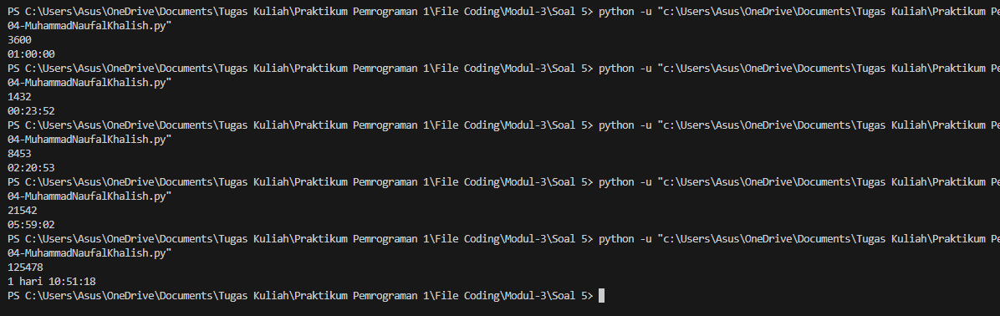 PS C:\Users\Asus\OneDrive\Documents\Tugas Kuliah\Praktikum Pemrograman 1\File Coding\Modul-3\Soal 5> python -u "c:\Users\Asus\OneDrive\Documents\Tugas Kuliah\Praktikum Pe
04-MuhammadNaufalKhalish.py"
3600
01:00:00
PS C:\Users\Asus\OneDrive\Documents\Tugas Kuliah\Praktikum Pemrograman 1\File Coding\Modul-3\Soal 5> python -u "c:\Users\Asus\OneDrive\Documents\Tugas Kuliah\Praktikum Pe
04-MuhammadNaufalKhalish.py"
1432
00:23:52
PS C:\Users\Asus\OneDrive\Documents\Tugas Kuliah\Praktikum Pemrograman 1\File Coding\Modul-3\Soal 5> python -u "c:\Users\Asus\OneDrive\Documents\Tugas Kuliah\Praktikum Pe
04-MuhammadNaufalKhalish.py"
8453
02:20:53
PS C:\Users\Asus\OneDrive\Documents\Tugas Kuliah\Praktikum Pemrograman 1\File Coding\Modul-3\Soal 5> python -u "c:\Users\Asus\OneDrive\Documents\Tugas Kuliah\Praktikum Pe
04-MuhammadNaufalKhalish.py"
21542
05:59:02
PS C:\Users\Asus\OneDrive\Documents\Tugas Kuliah\Praktikum Pemrograman 1\File Coding\Modul-3\Soal 5> python -u "c:\Users\Asus\OneDrive\Documents\Tugas Kuliah\Praktikum Pe
04-MuhammadNaufalKhalish.py"
125478
1 hari 10:51:18
PS C:\Users\Asus\OneDrive\Documents\Tugas Kuliah\Praktikum Pemrograman 1\File Coding\Modul-3\Soal 5>